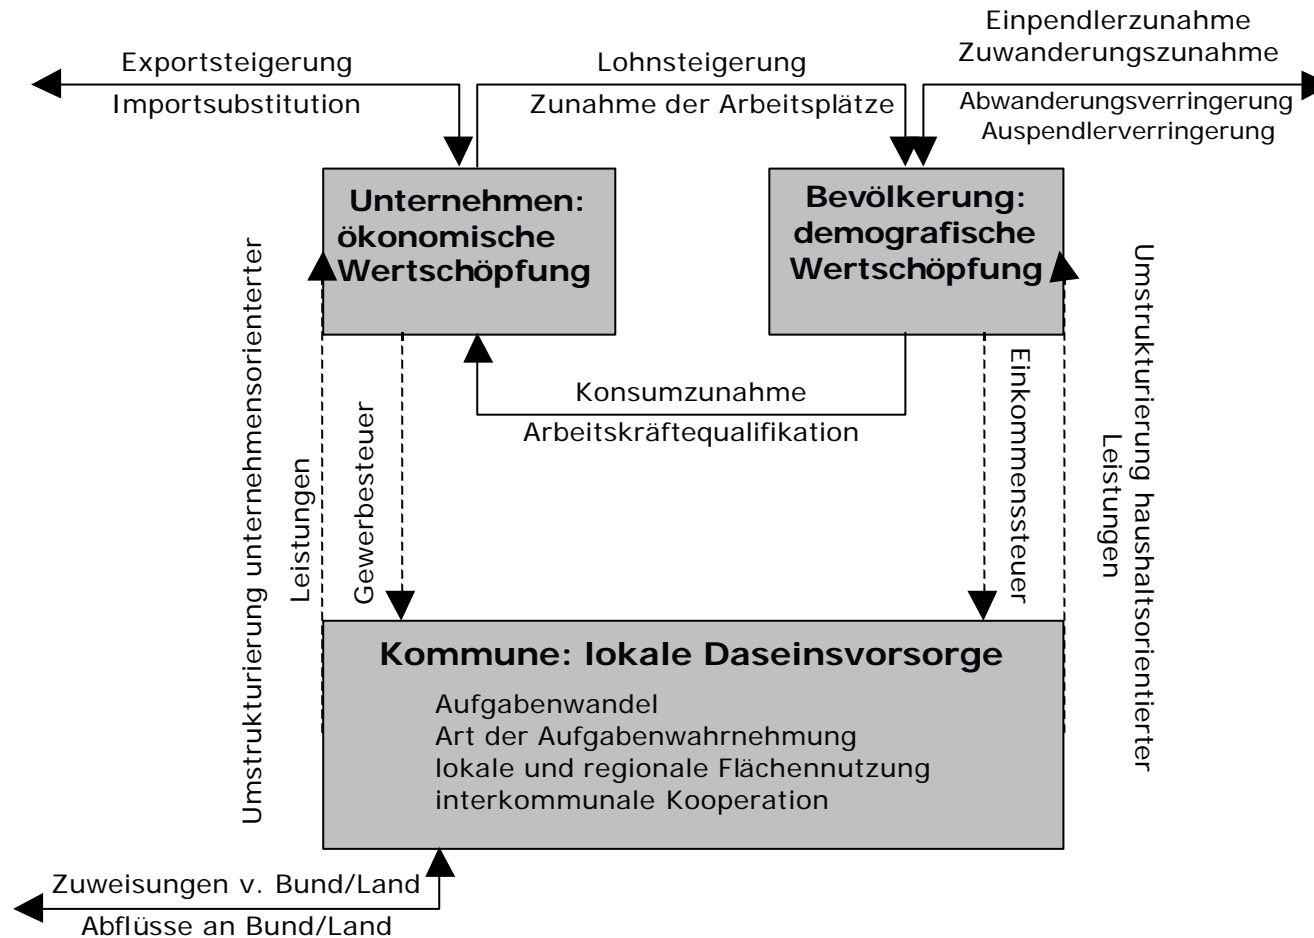 Einpendlerzunahme
Zuwanderungszunahme
Exportsteigerung
Importsubstitution
Lohnsteigerung
Zunahme der Arbeitsplätze
Abwanderungsverringerung
Auspendlerverringerung
Unternehmen:
ökonomische
Wertschöpfung
Bevölkerung:
demografische
Wertschöpfung
Umstrukturierung unternehmensorienterter
Leistungen
Gewerbesteuer
Konsumzunahme
Arbeitskräftequalifikation
Einkommenssteuer
Umstrukturierung haushaltsorientierter
Leistungen
Kommune: lokale Daseinsvorsorge
Aufgabenwandel
Art der Aufgabenwahrnehmung
lokale und regionale Flächennutzung
interkommunale Kooperation
Zuweisungen v. Bund/Land
Abflüsse an Bund/Land